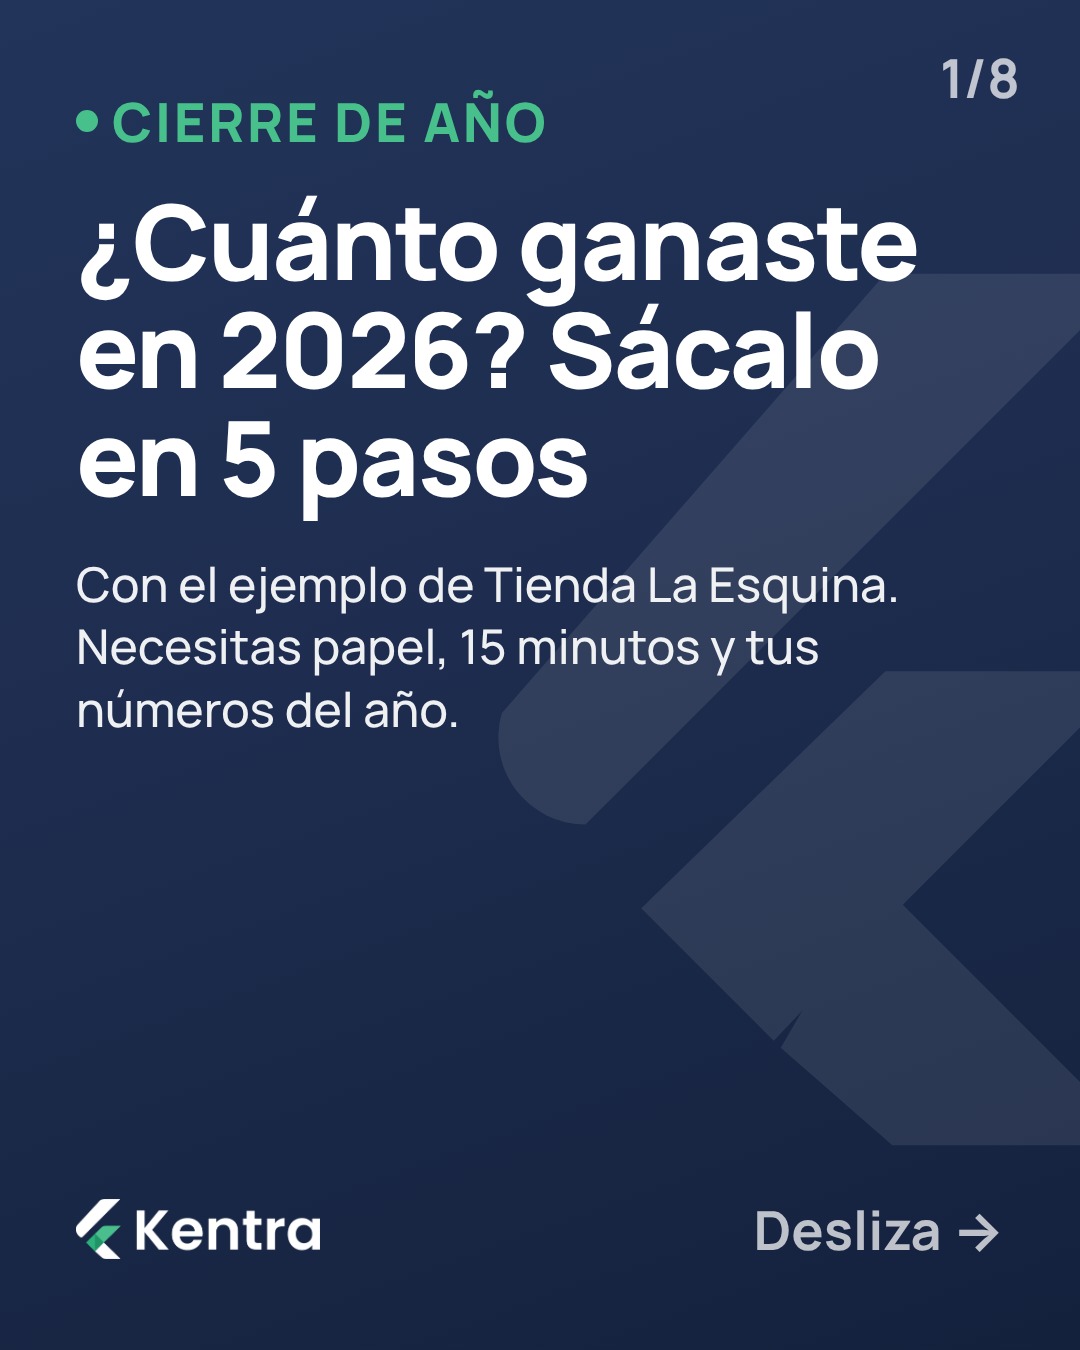 1/8
• CIERRE DE AÑO
¿Cuánto ganaste
en 2026? Sácalo
en 5 pasos
Con el ejemplo de Tienda La Esquina.
Necesitas papel, 15 minutos y tus
números del año.
Kentra
Desliza →